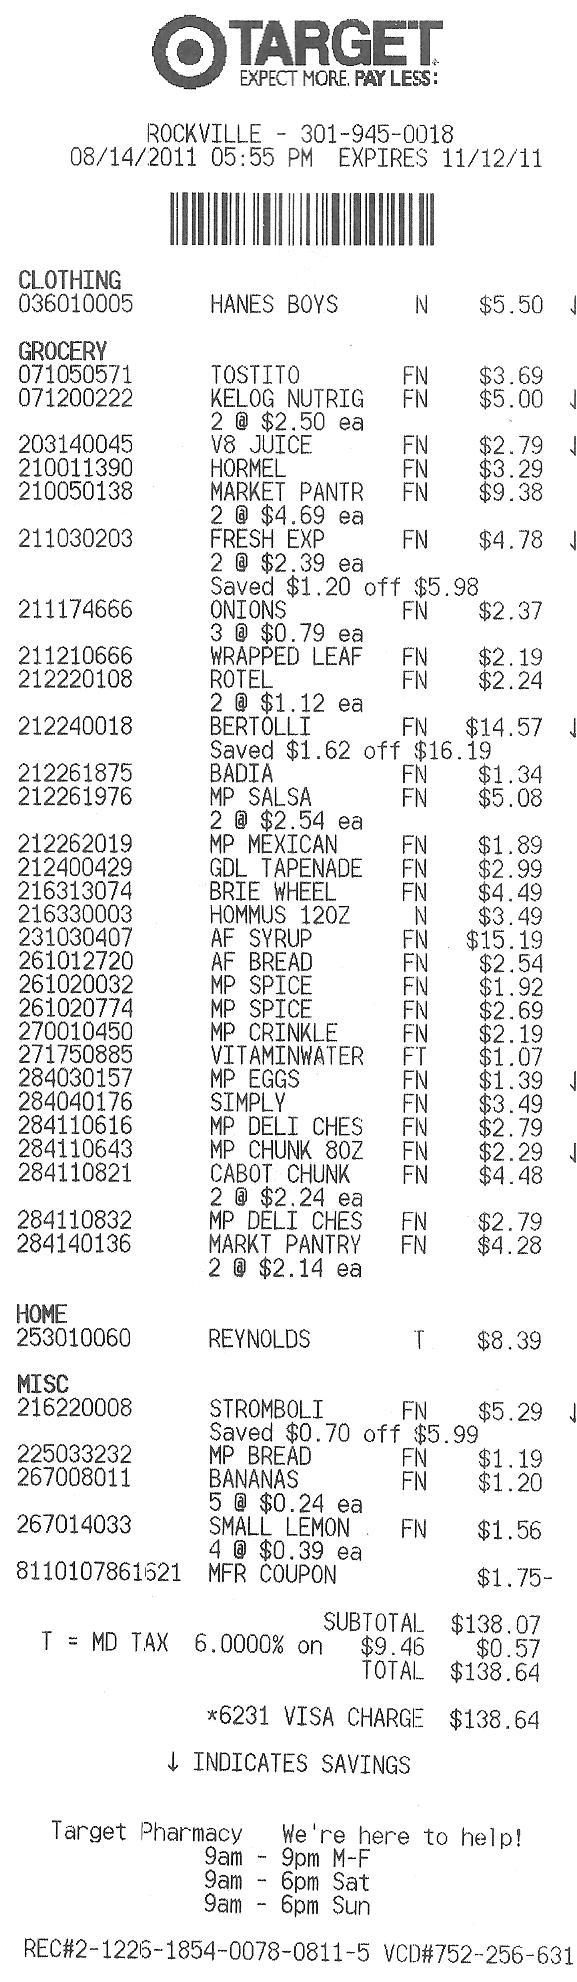 TARGET
EXPECT MORE. PAY LESS.
ROCKVILLE - 301-945-0018
08/14/2011 05:55 PM EXPIRES 11/12/11
CLOTHING
036010005 HANES BOYS N $5.50 ↓
GROCERY
071050571 TOSTITO FN $3.69
071200222 KELOG NUTRIG FN $5.00 ↓
2 @ $2.50 ea
203140045 V8 JUICE FN $2.79 ↓
210011390 HORMEL FN $3.29
210050138 MARKET PANTR FN $9.38
2 @ $4.69 ea
211030203 FRESH EXP FN $4.78 ↓
2 @ $2.39 ea
Saved $1.20 off $5.98
211174666 ONIONS FN $2.37
3 @ $0.79 ea
211210666 WRAPPED LEAF FN $2.19
212220108 ROTEL FN $2.24
2 @ $1.12 ea
212240018 BERTOLLI FN $14.57 ↓
Saved $1.62 off $16.19
212261875 BADIA FN $1.34
212261976 MP SALSA FN $5.08
2 @ $2.54 ea
212262019 MP MEXICAN FN $1.89
212400429 GDL TAPENADE FN $2.99
216313074 BRIE WHEEL FN $4.49
216330003 HOMMUS 12OZ N $3.49
231030407 AF SYRUP FN $15.19
261012720 AF BREAD FN $2.54
261020032 MP SPICE FN $1.92
261020774 MP SPICE FN $2.69
270010450 MP CRINKLE FN $2.19
271750885 VITAMINWATER FT $1.07
284030157 MP EGGS FN $1.39 ↓
284040176 SIMPLY FN $3.49
284110616 MP DELI CHES FN $2.79
284110643 MP CHUNK 8OZ FN $2.29 ↓
284110821 CABOT CHUNK FN $4.48
2 @ $2.24 ea
284110832 MP DELI CHES FN $2.79
284140136 MARKT PANTRY FN $4.28
2 @ $2.14 ea
HOME
253010060 REYNOLDS T $8.39
MISC
216220008 STROMBOLI FN $5.29 ↓
Saved $0.70 off $5.99
225033232 MP BREAD FN $1.19
267008011 BANANAS FN $1.20
5 @ $0.24 ea
267014033 SMALL LEMON FN $1.56
4 @ $0.39 ea
8110107861621 MFR COUPON $1.75-
SUBTOTAL $138.07
T = MD TAX 6.0000% on $9.46 $0.57
TOTAL $138.64
*6231 VISA CHARGE $138.64
↓ INDICATES SAVINGS
Target Pharmacy We're here to help!
9am - 9pm M-F
9am - 6pm Sat
9am - 6pm Sun
REC#2-1226-1854-0078-0811-5 VCD#752-256-631